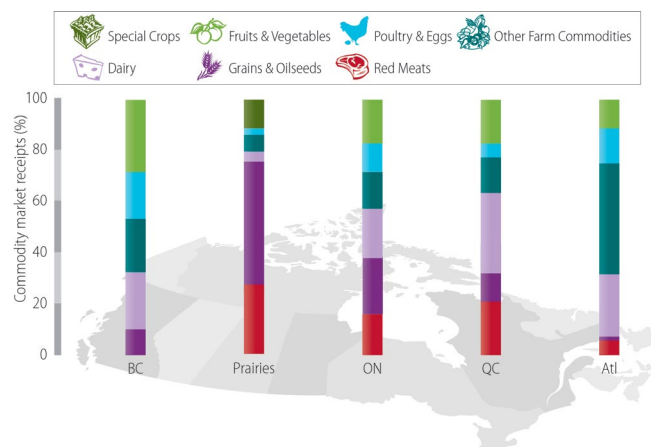 Special Crops Fruits & Vegetables Poultry & Eggs Other Farm Commodities
Dairy Grains & Oilseeds Red Meats
Commodity market receipts (%)
100
80
60
40
20
0
BC Prairies ON QC Atl